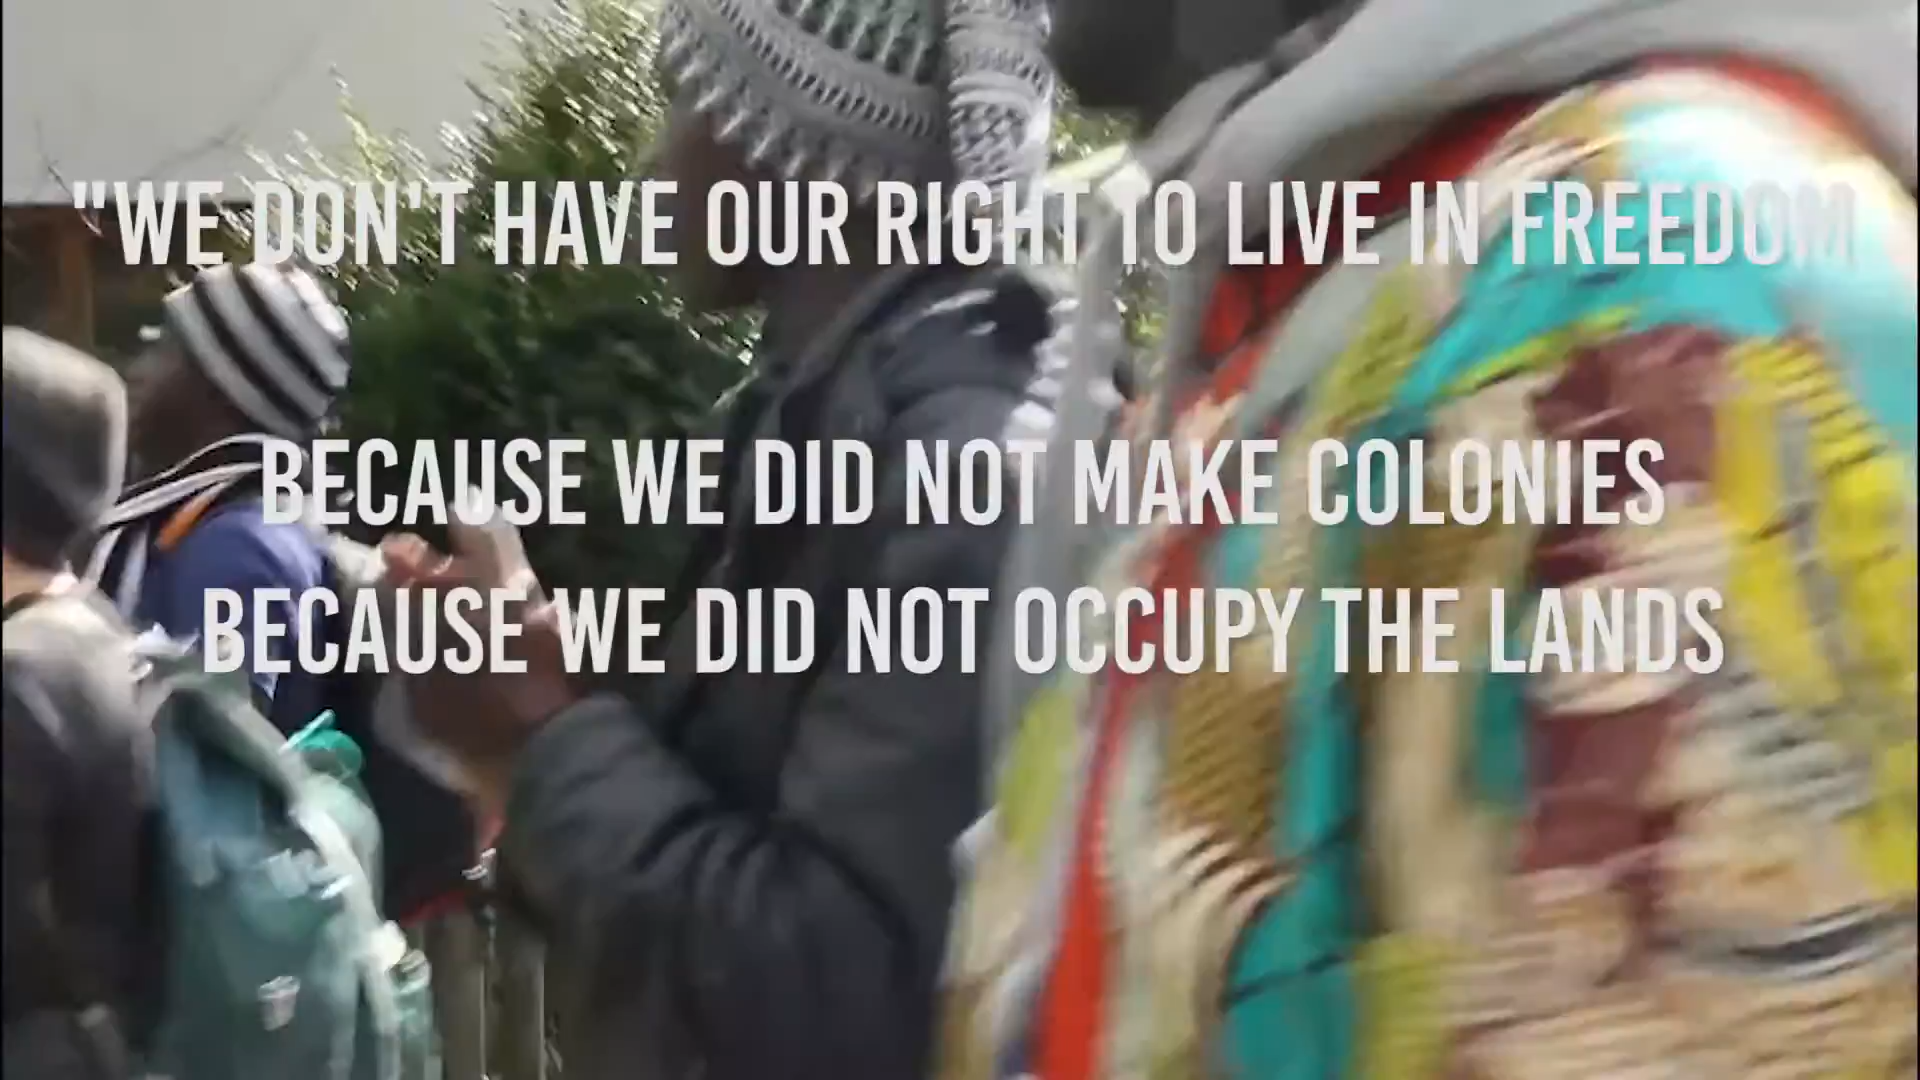 "WE DON'T HAVE OUR RIGHT TO LIVE IN FREEDOM
BECAUSE WE DID NOT MAKE COLONIES
BECAUSE WE DID NOT OCCUPY THE LANDS